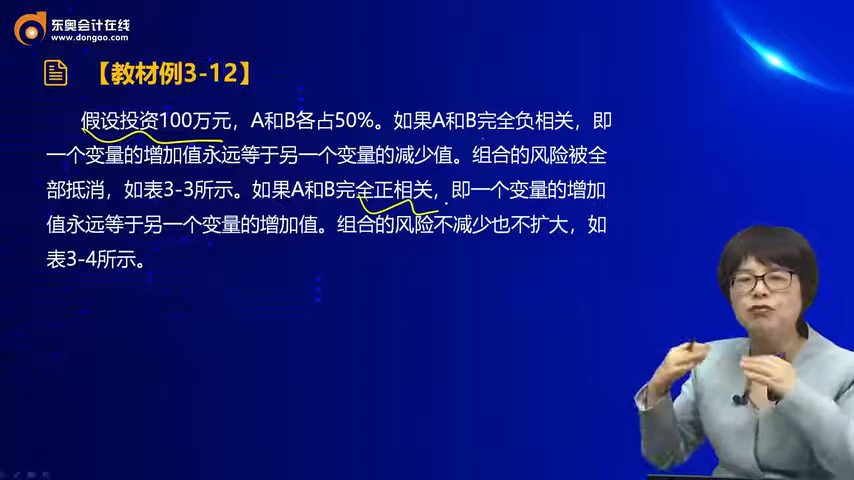 东奥会计在线
www.dongao.com
【教材例3-12】
假设投资100万元，A和B各占50%。如果A和B完全负相关，即
一个变量的增加值永远等于另一个变量的减少值。组合的风险被全
部抵消，如表3-3所示。如果A和B完全正相关，即一个变量的增加
值永远等于另一个变量的增加值。组合的风险不减少也不扩大，如
表3-4所示。